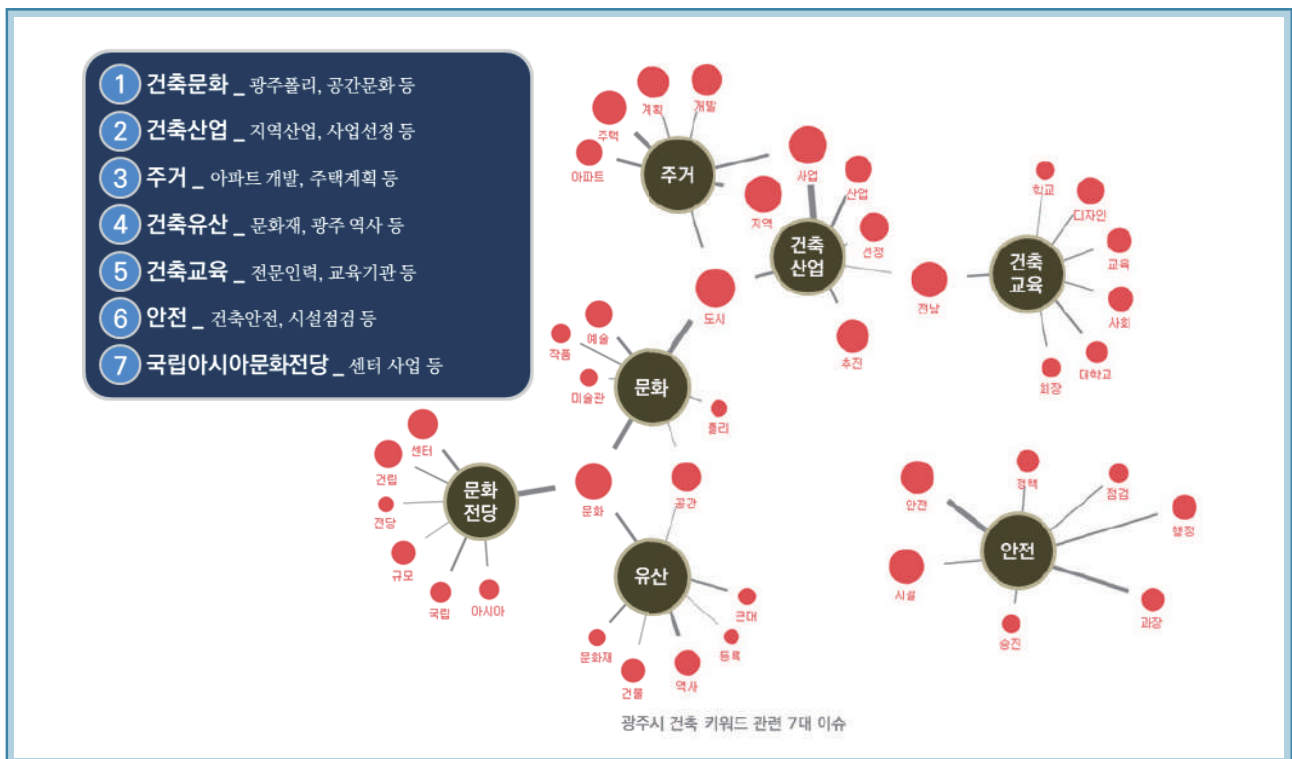 1 건축문화 _ 광주폴리, 공간문화 등
2 건축산업 _ 지역산업, 사업선정 등
3 주거 _ 아파트 개발, 주택계획 등
4 건축유산 _ 문화재, 광주 역사 등
5 건축교육 _ 전문인력, 교육기관 등
6 안전 _ 건축안전, 시설점검 등
7 국립아시아문화전당 _ 센터 사업 등
계획
개발
주택
아파트
주거
사업
지역
산업
건축
산업
선정
도시
추진
전남
학교
디자인
건축
교육
교육
사회
대학교
회장
예술
작품
미술관
문화
폴리
센터
건립
전당
문화
전당
규모
국립
아시아
문화
공간
유산
근대
등록
문화재
건물
역사
안전
정책
점검
행정
안전
시설
승진
과장
광주시 건축 키워드 관련 7대 이슈